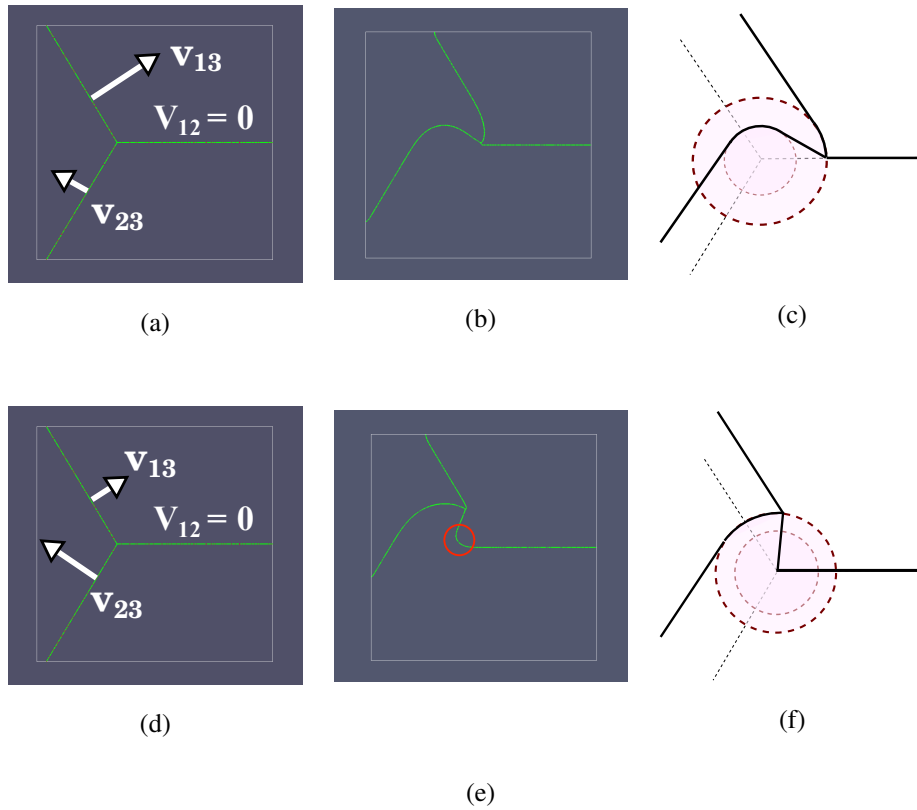 v₁₃
V₁₂ = 0
v₂₃
(a)
(b)
(c)
v₁₃
V₁₂ = 0
v₂₃
(d)
(f)
(e)